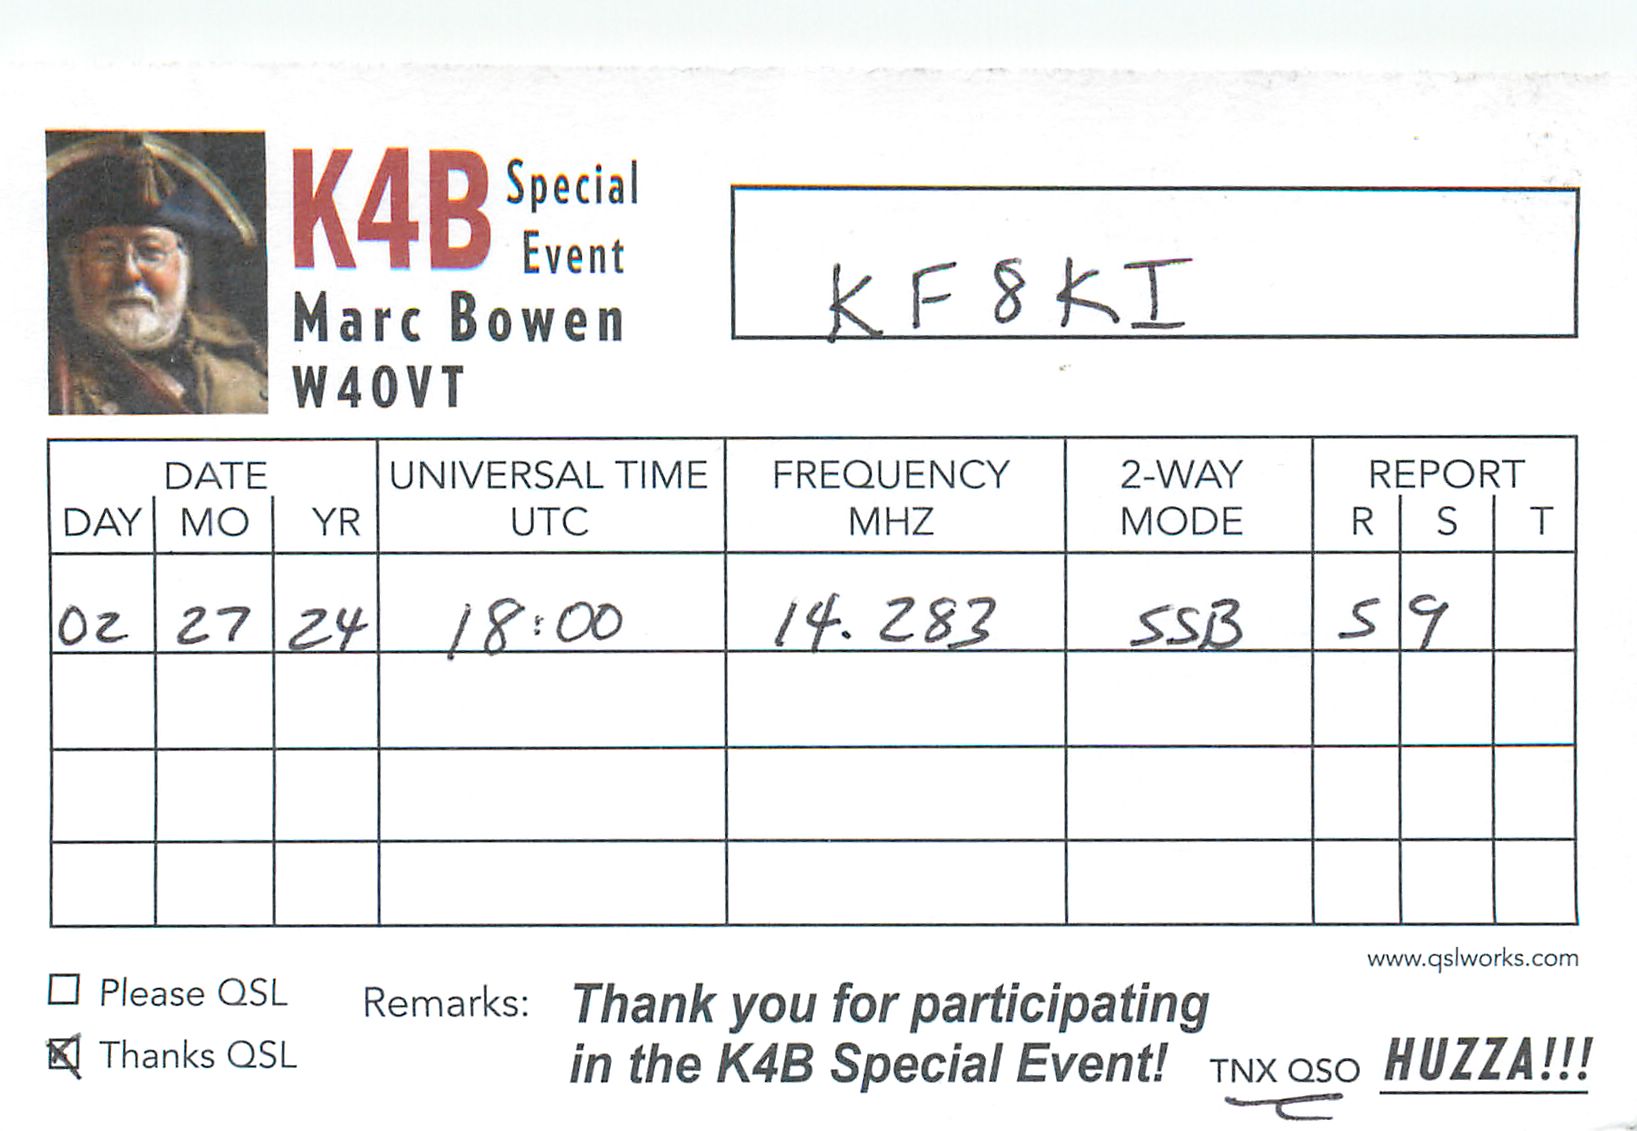 K4B Special
Event
Marc Bowen
W4OVT
KF8KI
DATE UNIVERSAL TIME FREQUENCY 2-WAY REPORT
DAY MO YR UTC MHZ MODE R S T
02 27 24 18:00 14.283 SSB 5 9
www.qslworks.com
Please QSL Remarks: Thank you for participating
Thanks QSL in the K4B Special Event! TNX QSO HUZZA!!!